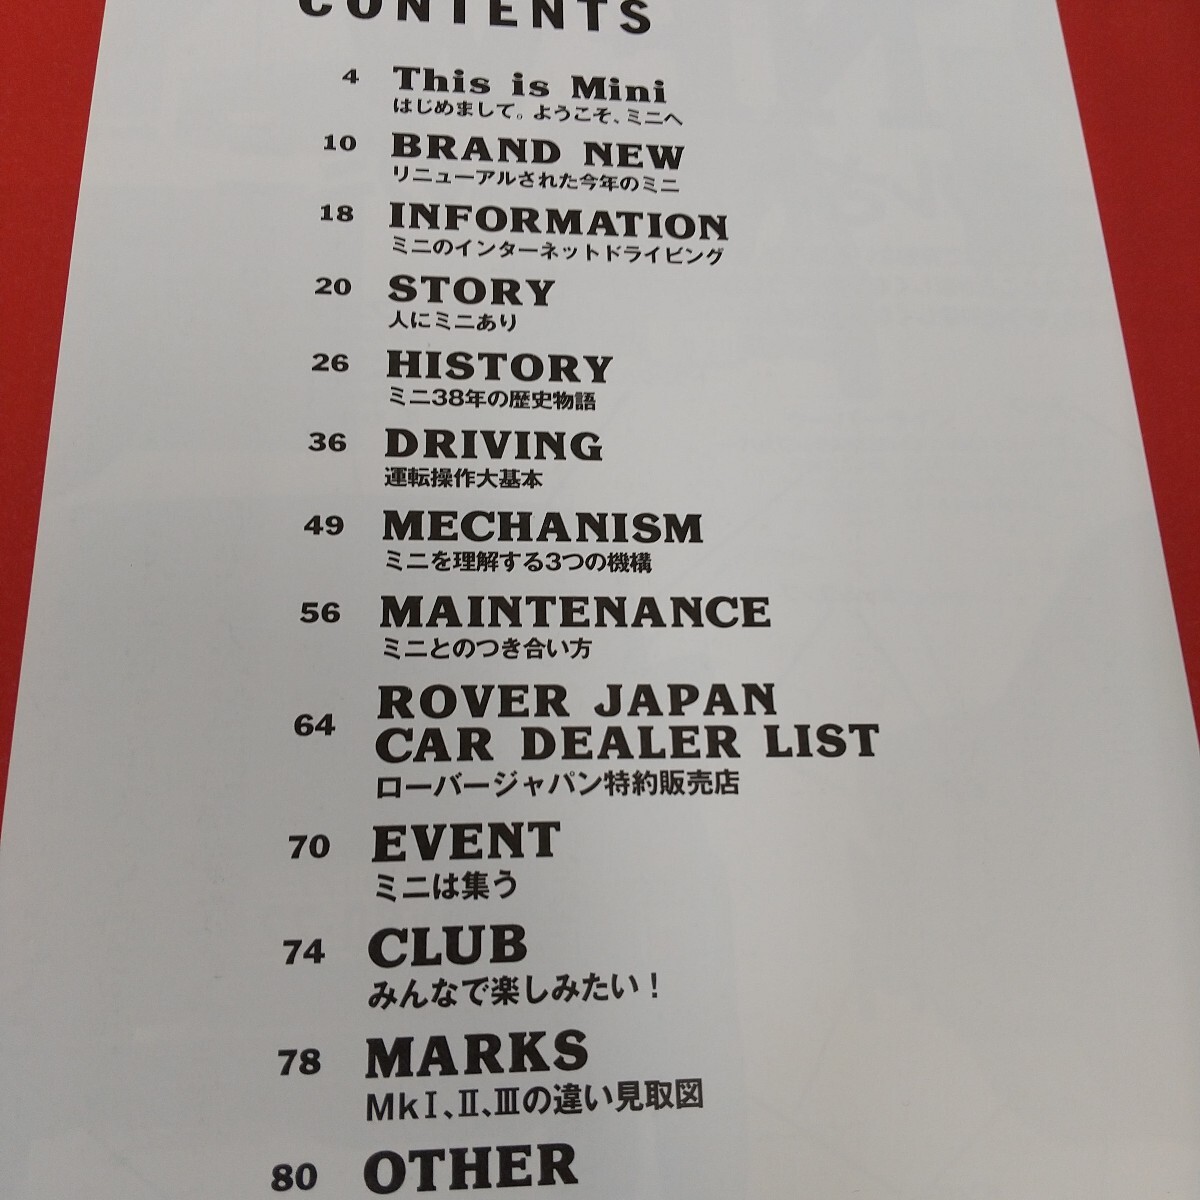 CONTENTS
4 This is Mini
はじめまして。ようこそ、ミニへ
10 BRAND NEW
リニューアルされた今年のミニ
18 INFORMATION
ミニのインターネットドライビング
20 STORY
人にミニあり
26 HISTORY
ミニ38年の歴史物語
36 DRIVING
運転操作大基本
49 MECHANISM
ミニを理解する3つの機構
56 MAINTENANCE
ミニとのつき合い方
64 ROVER JAPAN
CAR DEALER LIST
ローバージャパン特約販売店
70 EVENT
ミニは集う
74 CLUB
みんなで楽しみたい！
78 MARKS
MkⅠ、Ⅱ、Ⅲの違い見取図
80 OTHER